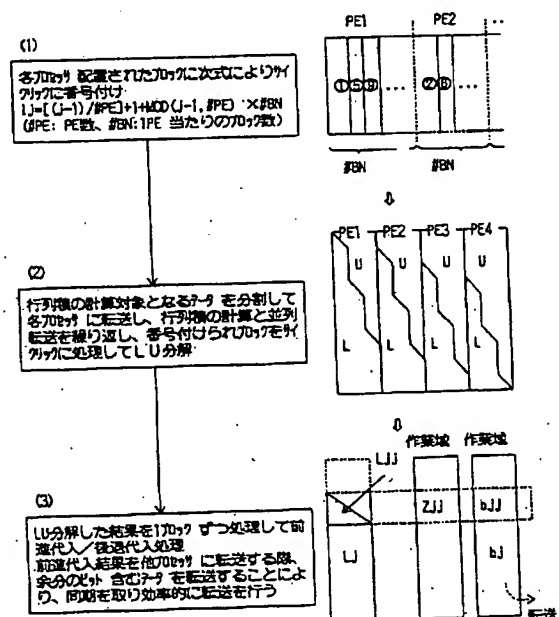 (1)
各プロセッサ 配置されたブロックに次式によりサイ
クリックに番号付け
IJ=[(J-1)/#PE]+1+MOD(J-1,#PE) ×#BN
(#PE: PE数、#BN:1PE 当たりのブロック数)
PE1 PE2 ・・
① ⑤ ⑨ ... ② ⑥ ...
#BN #BN
⇩
(2)
行列積の計算対象となるデータ を分割して
各プロセッサ に転送し、行列積の計算と並列
転送を繰り返し、番号付けられブロックをサイ
クリックに処理してLU分解
PE1 PE2 PE3 PE4
U U U U
L L L L
⇩
(3)
LU分解した結果を1ブロック ずつ処理して前
進代入/後退代入処理
前進代入結果を他プロセッサ に転送する際、
余分のビット 含むデータ を転送することによ
り、同期を取り効率的に転送を行う
作業域 作業域
bj
転送